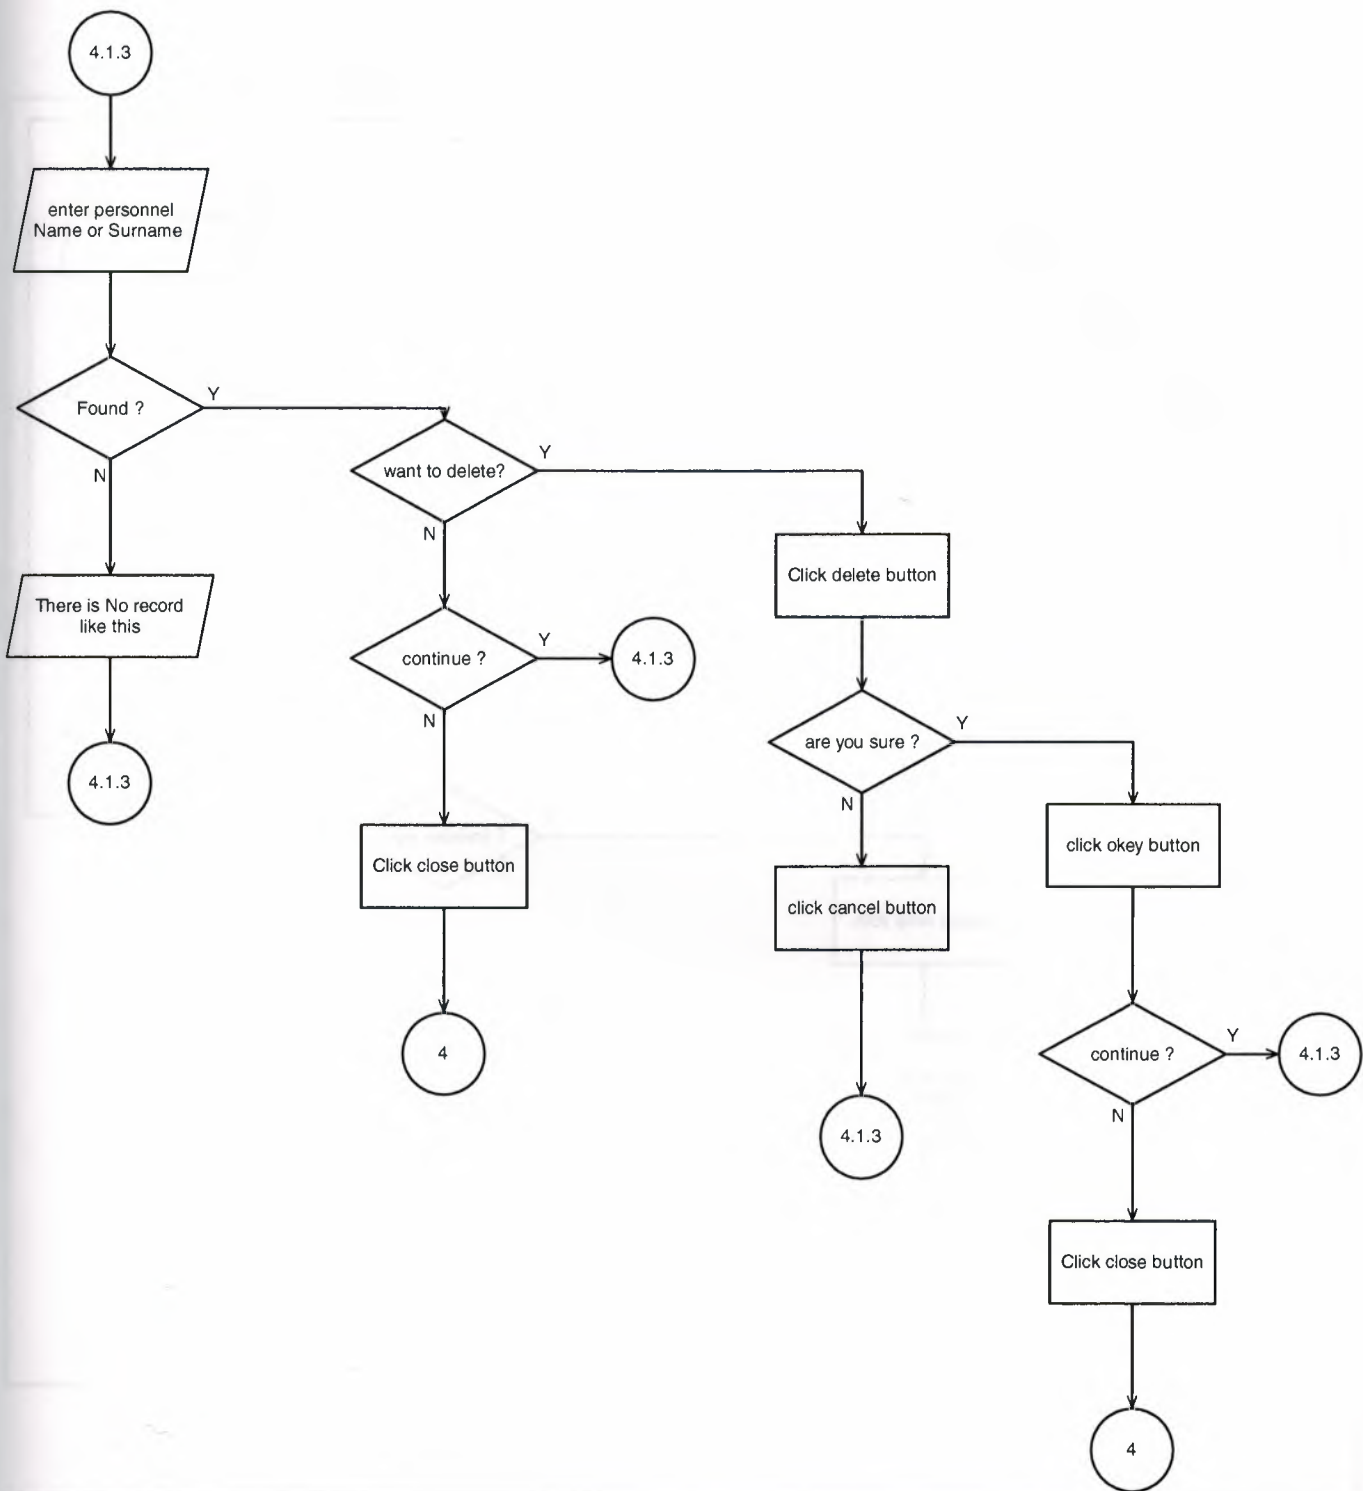 4.1.3
enter personnel
Name or Surname
Found ?
Y
N
There is No record
like this
4.1.3
want to delete?
Y
N
continue ?
Y
4.1.3
N
Click close button
4
Click delete button
are you sure ?
Y
N
click cancel button
4.1.3
click okey button
continue ?
Y
4.1.3
N
Click close button
4